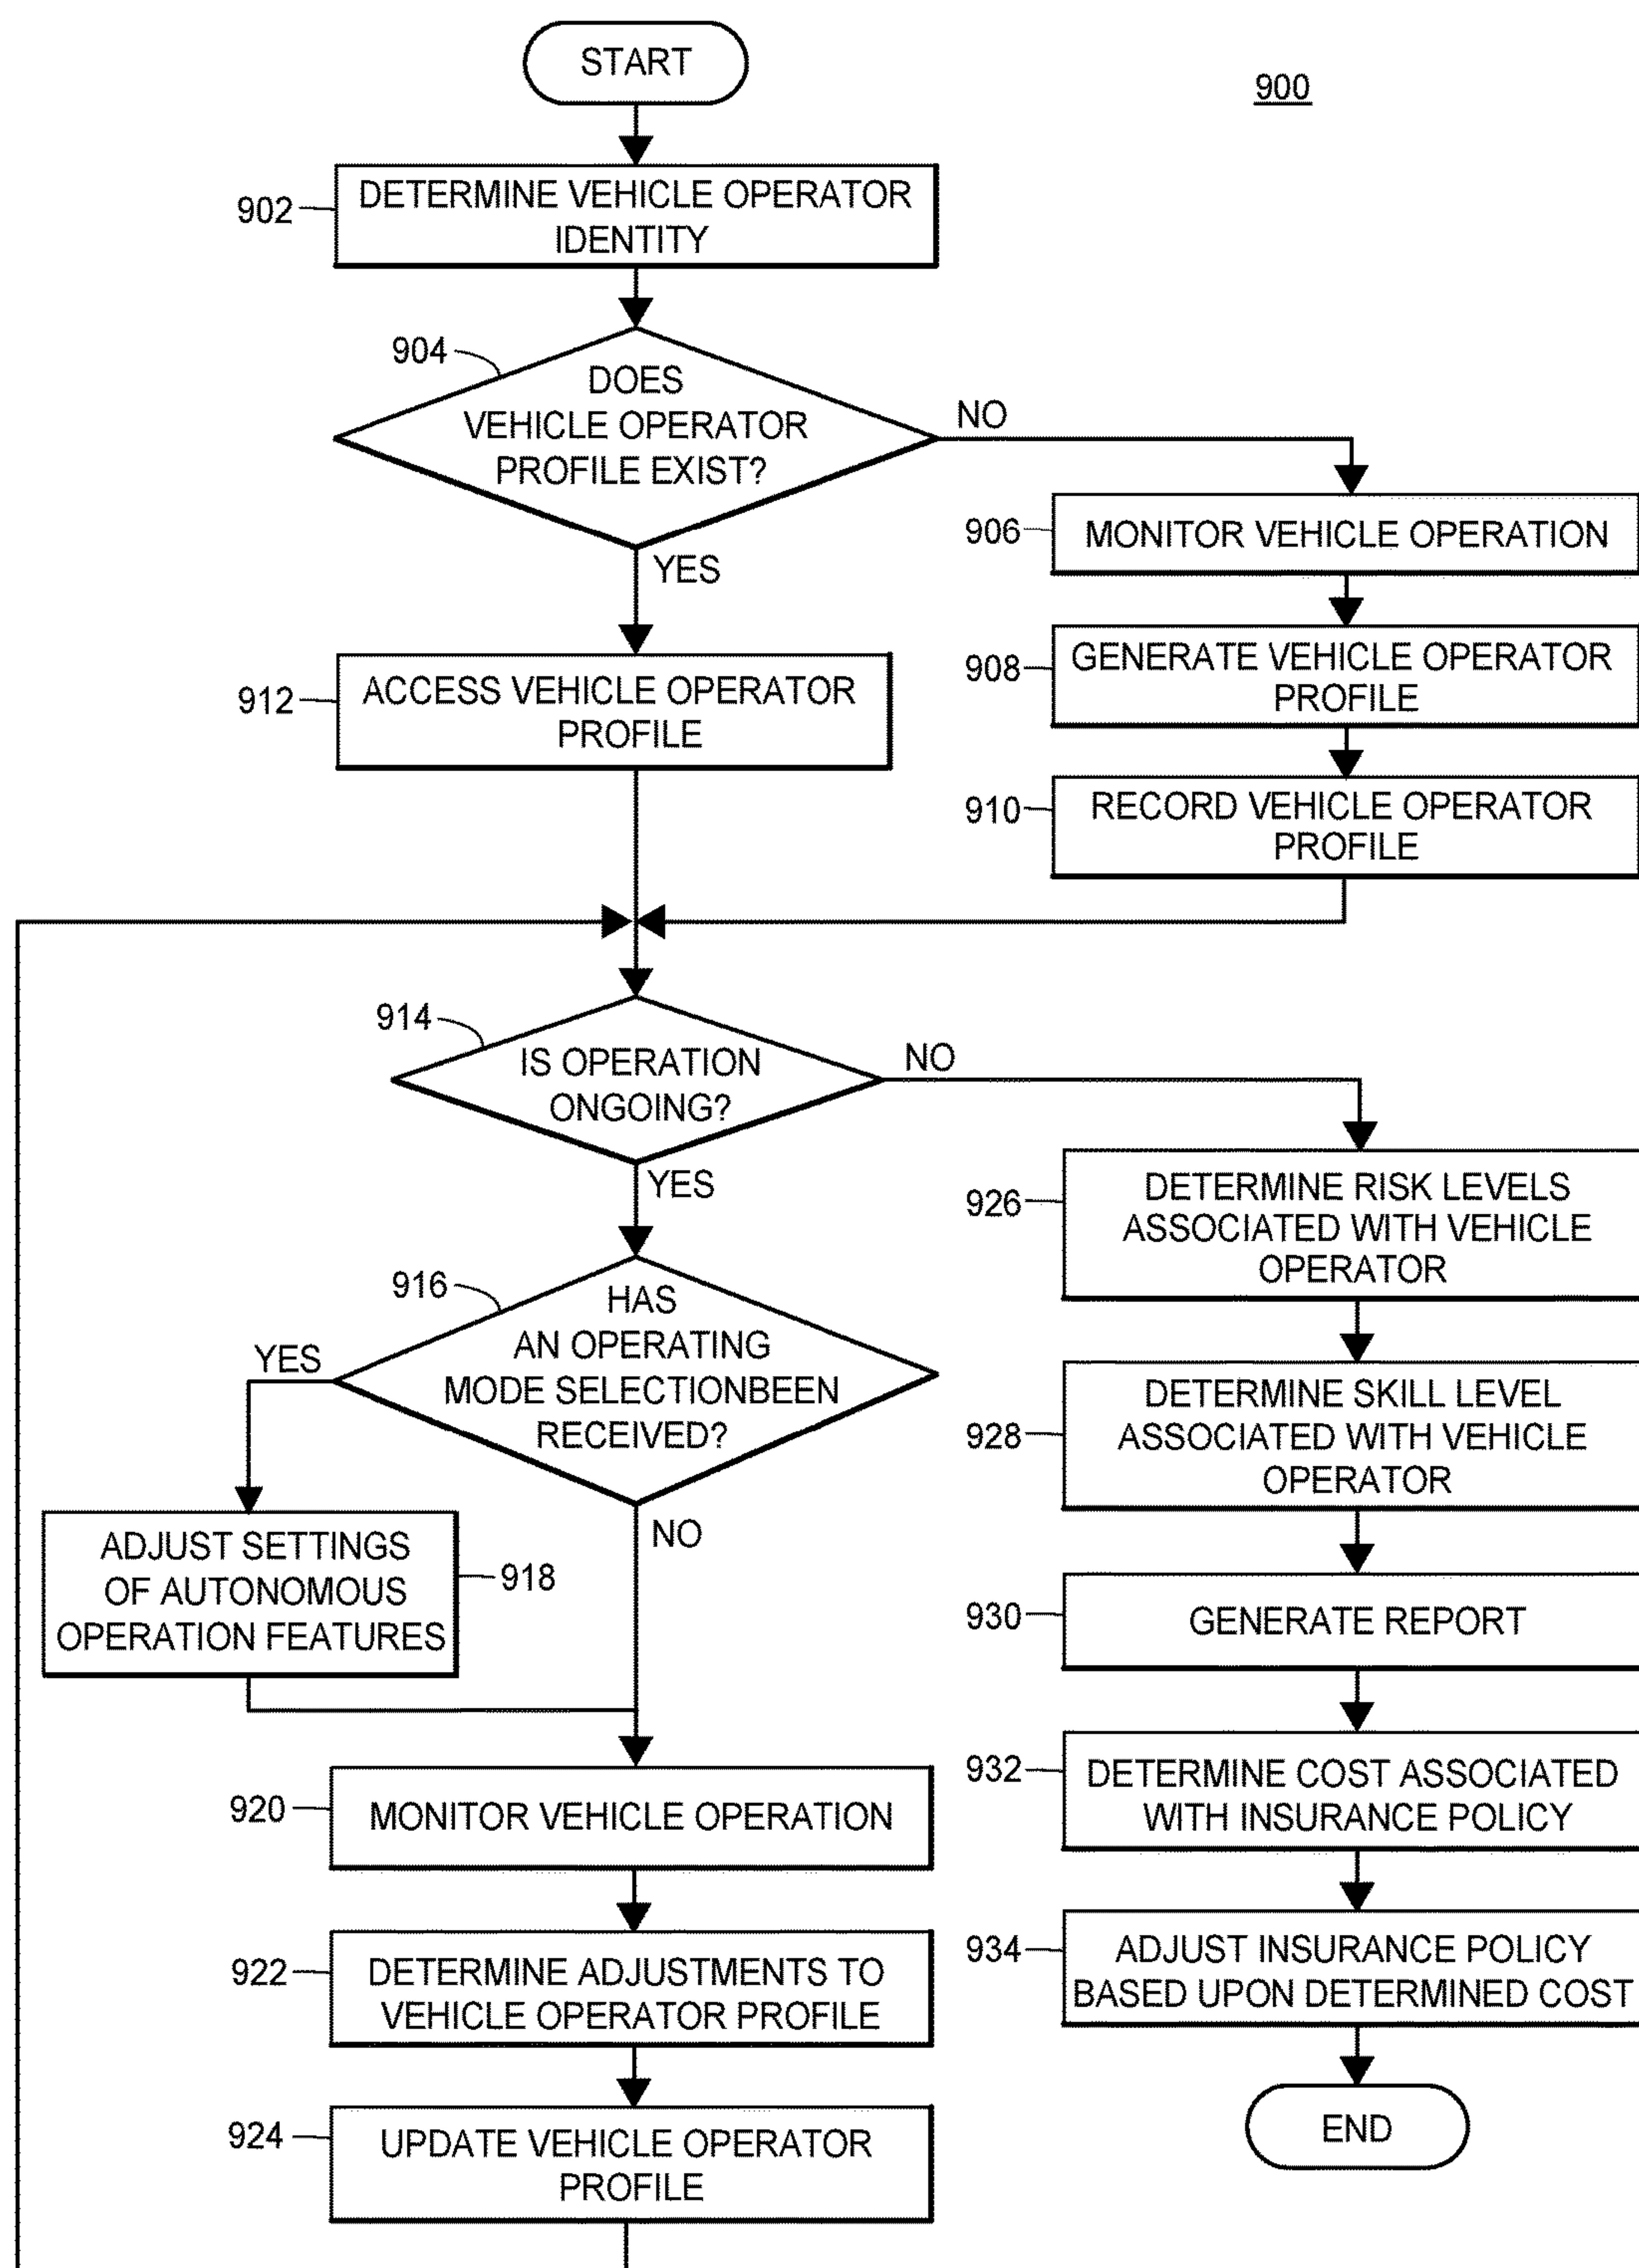 START
900
902
DETERMINE VEHICLE OPERATOR
IDENTITY
904
DOES
VEHICLE OPERATOR
PROFILE EXIST?
NO
YES
906
MONITOR VEHICLE OPERATION
908
GENERATE VEHICLE OPERATOR
PROFILE
910
RECORD VEHICLE OPERATOR
PROFILE
912
ACCESS VEHICLE OPERATOR
PROFILE
914
IS OPERATION
ONGOING?
NO
YES
916
HAS
AN OPERATING
MODE SELECTIONBEEN
RECEIVED?
YES
NO
ADJUST SETTINGS
OF AUTONOMOUS
OPERATION FEATURES
918
920
MONITOR VEHICLE OPERATION
922
DETERMINE ADJUSTMENTS TO
VEHICLE OPERATOR PROFILE
924
UPDATE VEHICLE OPERATOR
PROFILE
926
DETERMINE RISK LEVELS
ASSOCIATED WITH VEHICLE
OPERATOR
928
DETERMINE SKILL LEVEL
ASSOCIATED WITH VEHICLE
OPERATOR
930
GENERATE REPORT
932
DETERMINE COST ASSOCIATED
WITH INSURANCE POLICY
934
ADJUST INSURANCE POLICY
BASED UPON DETERMINED COST
END